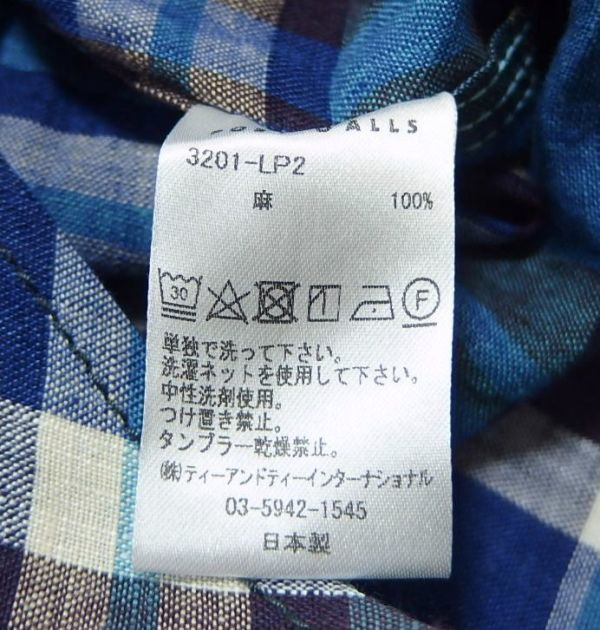 3201-LP2
麻 100%
30 F
単独で洗って下さい。
洗濯ネットを使用して下さい。
中性洗剤使用。
つけ置き禁止。
タンブラー乾燥禁止。
㈱ティーアンドティーインターナショナル
03-5942-1545
日本製